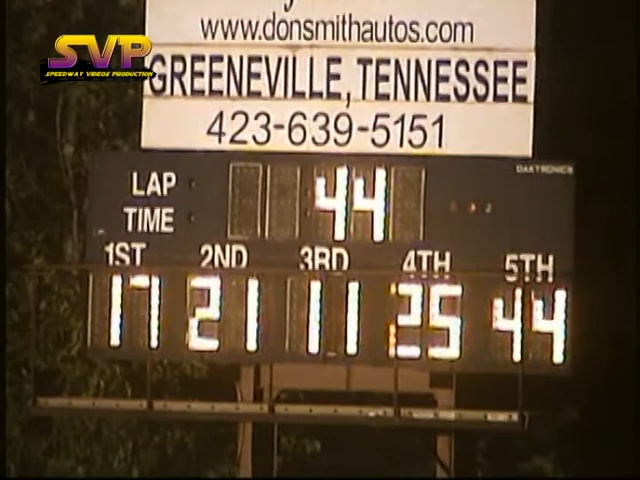 www.donsmithautos.com
SVP
SPEEDWAY VIDEOS PRODUCTION
GREENEVILLE, TENNESSEE
423-639-5151
DAKTRONICS
LAP
TIME
44
1ST 2ND 3RD 4TH 5TH
17 21 11 25 44